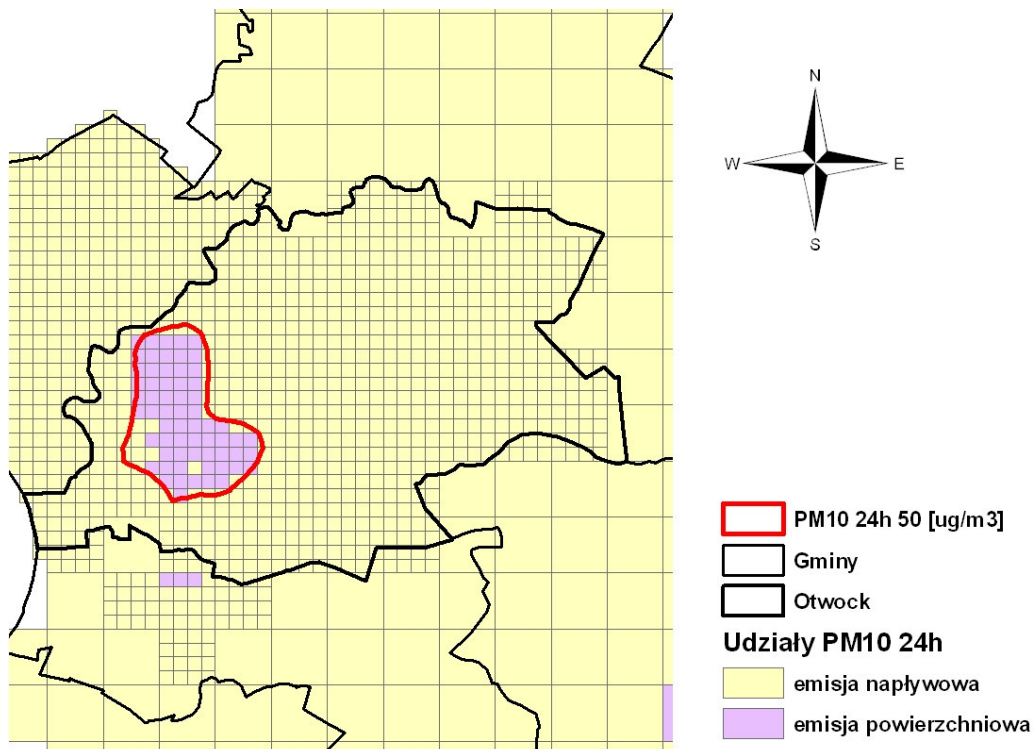 N
W
E
S
PM10 24h 50 [ug/m3]
Gminy
Otwock
Udziały PM10 24h
emisja napływowa
emisja powierzchniowa